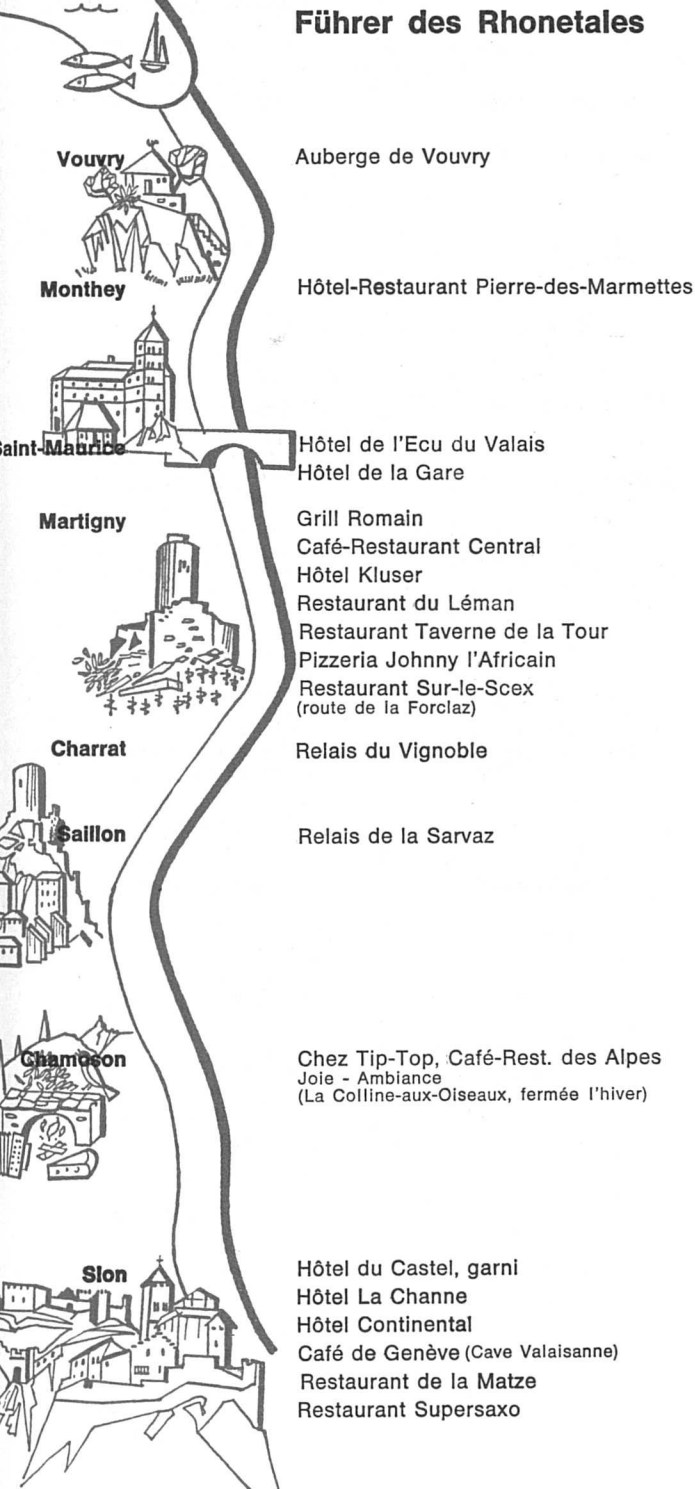 Führer des Rhonetales
Vouvry
Auberge de Vouvry
Monthey
Hôtel-Restaurant Pierre-des-Marmettes
Saint-Maurice
Hôtel de l'Ecu du Valais
Hôtel de la Gare
Martigny
Grill Romain
Café-Restaurant Central
Hôtel Kluser
Restaurant du Léman
Restaurant Taverne de la Tour
Pizzeria Johnny l'Africain
Restaurant Sur-le-Scex
(route de la Forclaz)
Charrat
Relais du Vignoble
Saillon
Relais de la Sarvaz
Chamoson
Chez Tip-Top, Café-Rest. des Alpes
Joie - Ambiance
(La Colline-aux-Oiseaux, fermée l'hiver)
Sion
Hôtel du Castel, garni
Hôtel La Channe
Hôtel Continental
Café de Genève (Cave Valaisanne)
Restaurant de la Matze
Restaurant Supersaxo